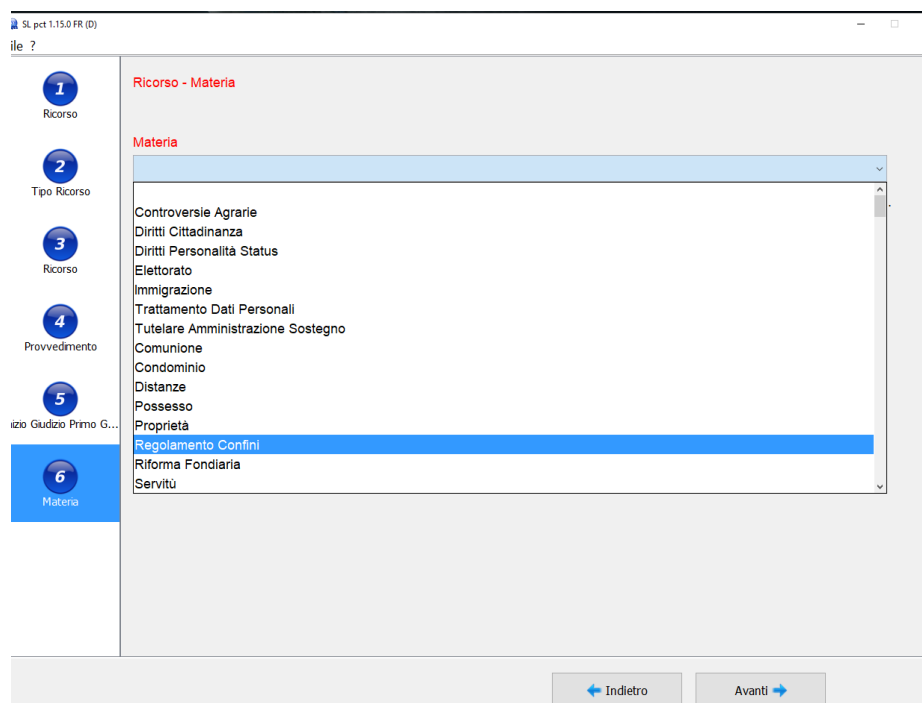 SL pct 1.15.0 FR (D)
ile ?
1
Ricorso
2
Tipo Ricorso
3
Ricorso
4
Provvedimento
5
izio Giudizio Primo G...
6
Materia
Ricorso - Materia
Materia
Controversie Agrarie
Diritti Cittadinanza
Diritti Personalità Status
Elettorato
Immigrazione
Trattamento Dati Personali
Tutelare Amministrazione Sostegno
Comunione
Condominio
Distanze
Possesso
Proprietà
Regolamento Confini
Riforma Fondiaria
Servitù
Indietro
Avanti